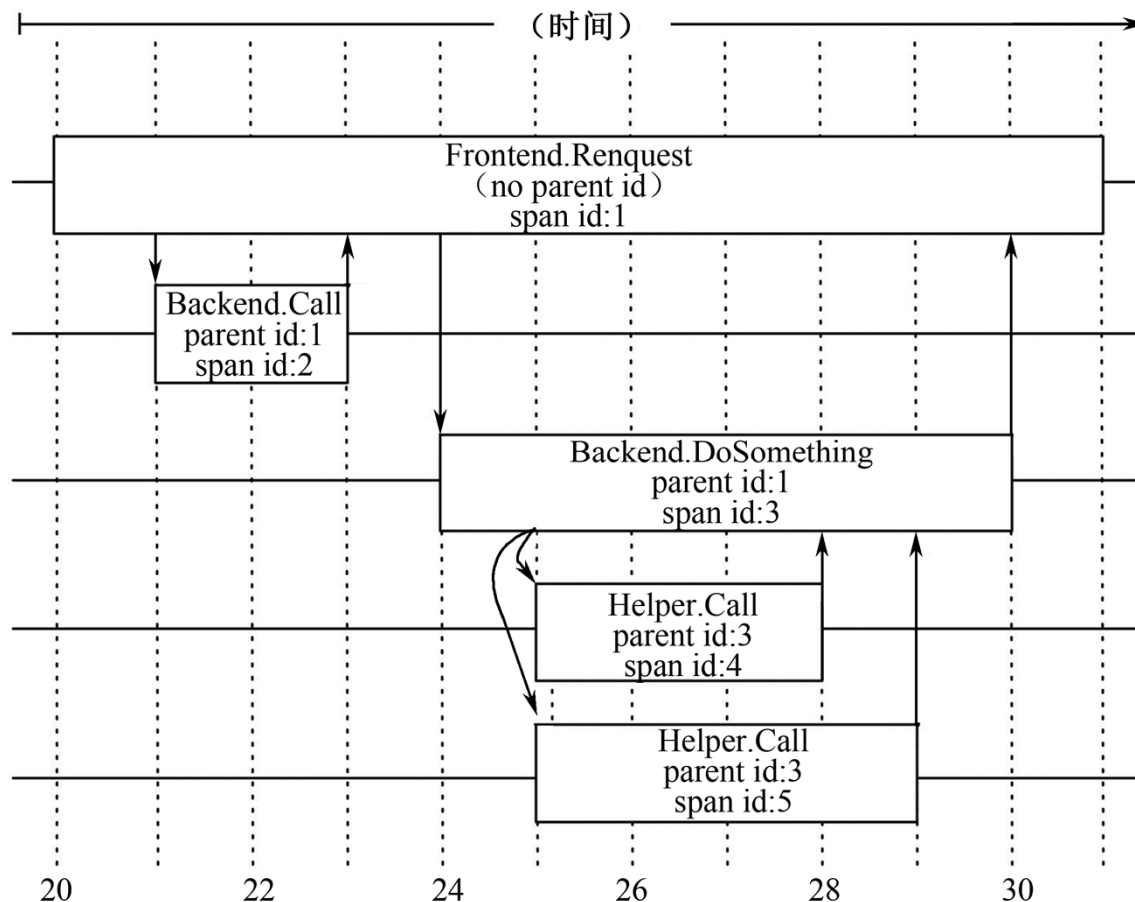 （时间）
Frontend.Renquest
（no parent id）
span id:1
Backend.Call
parent id:1
span id:2
Backend.DoSomething
parent id:1
span id:3
Helper.Call
parent id:3
span id:4
Helper.Call
parent id:3
span id:5
20 22 24 26 28 30